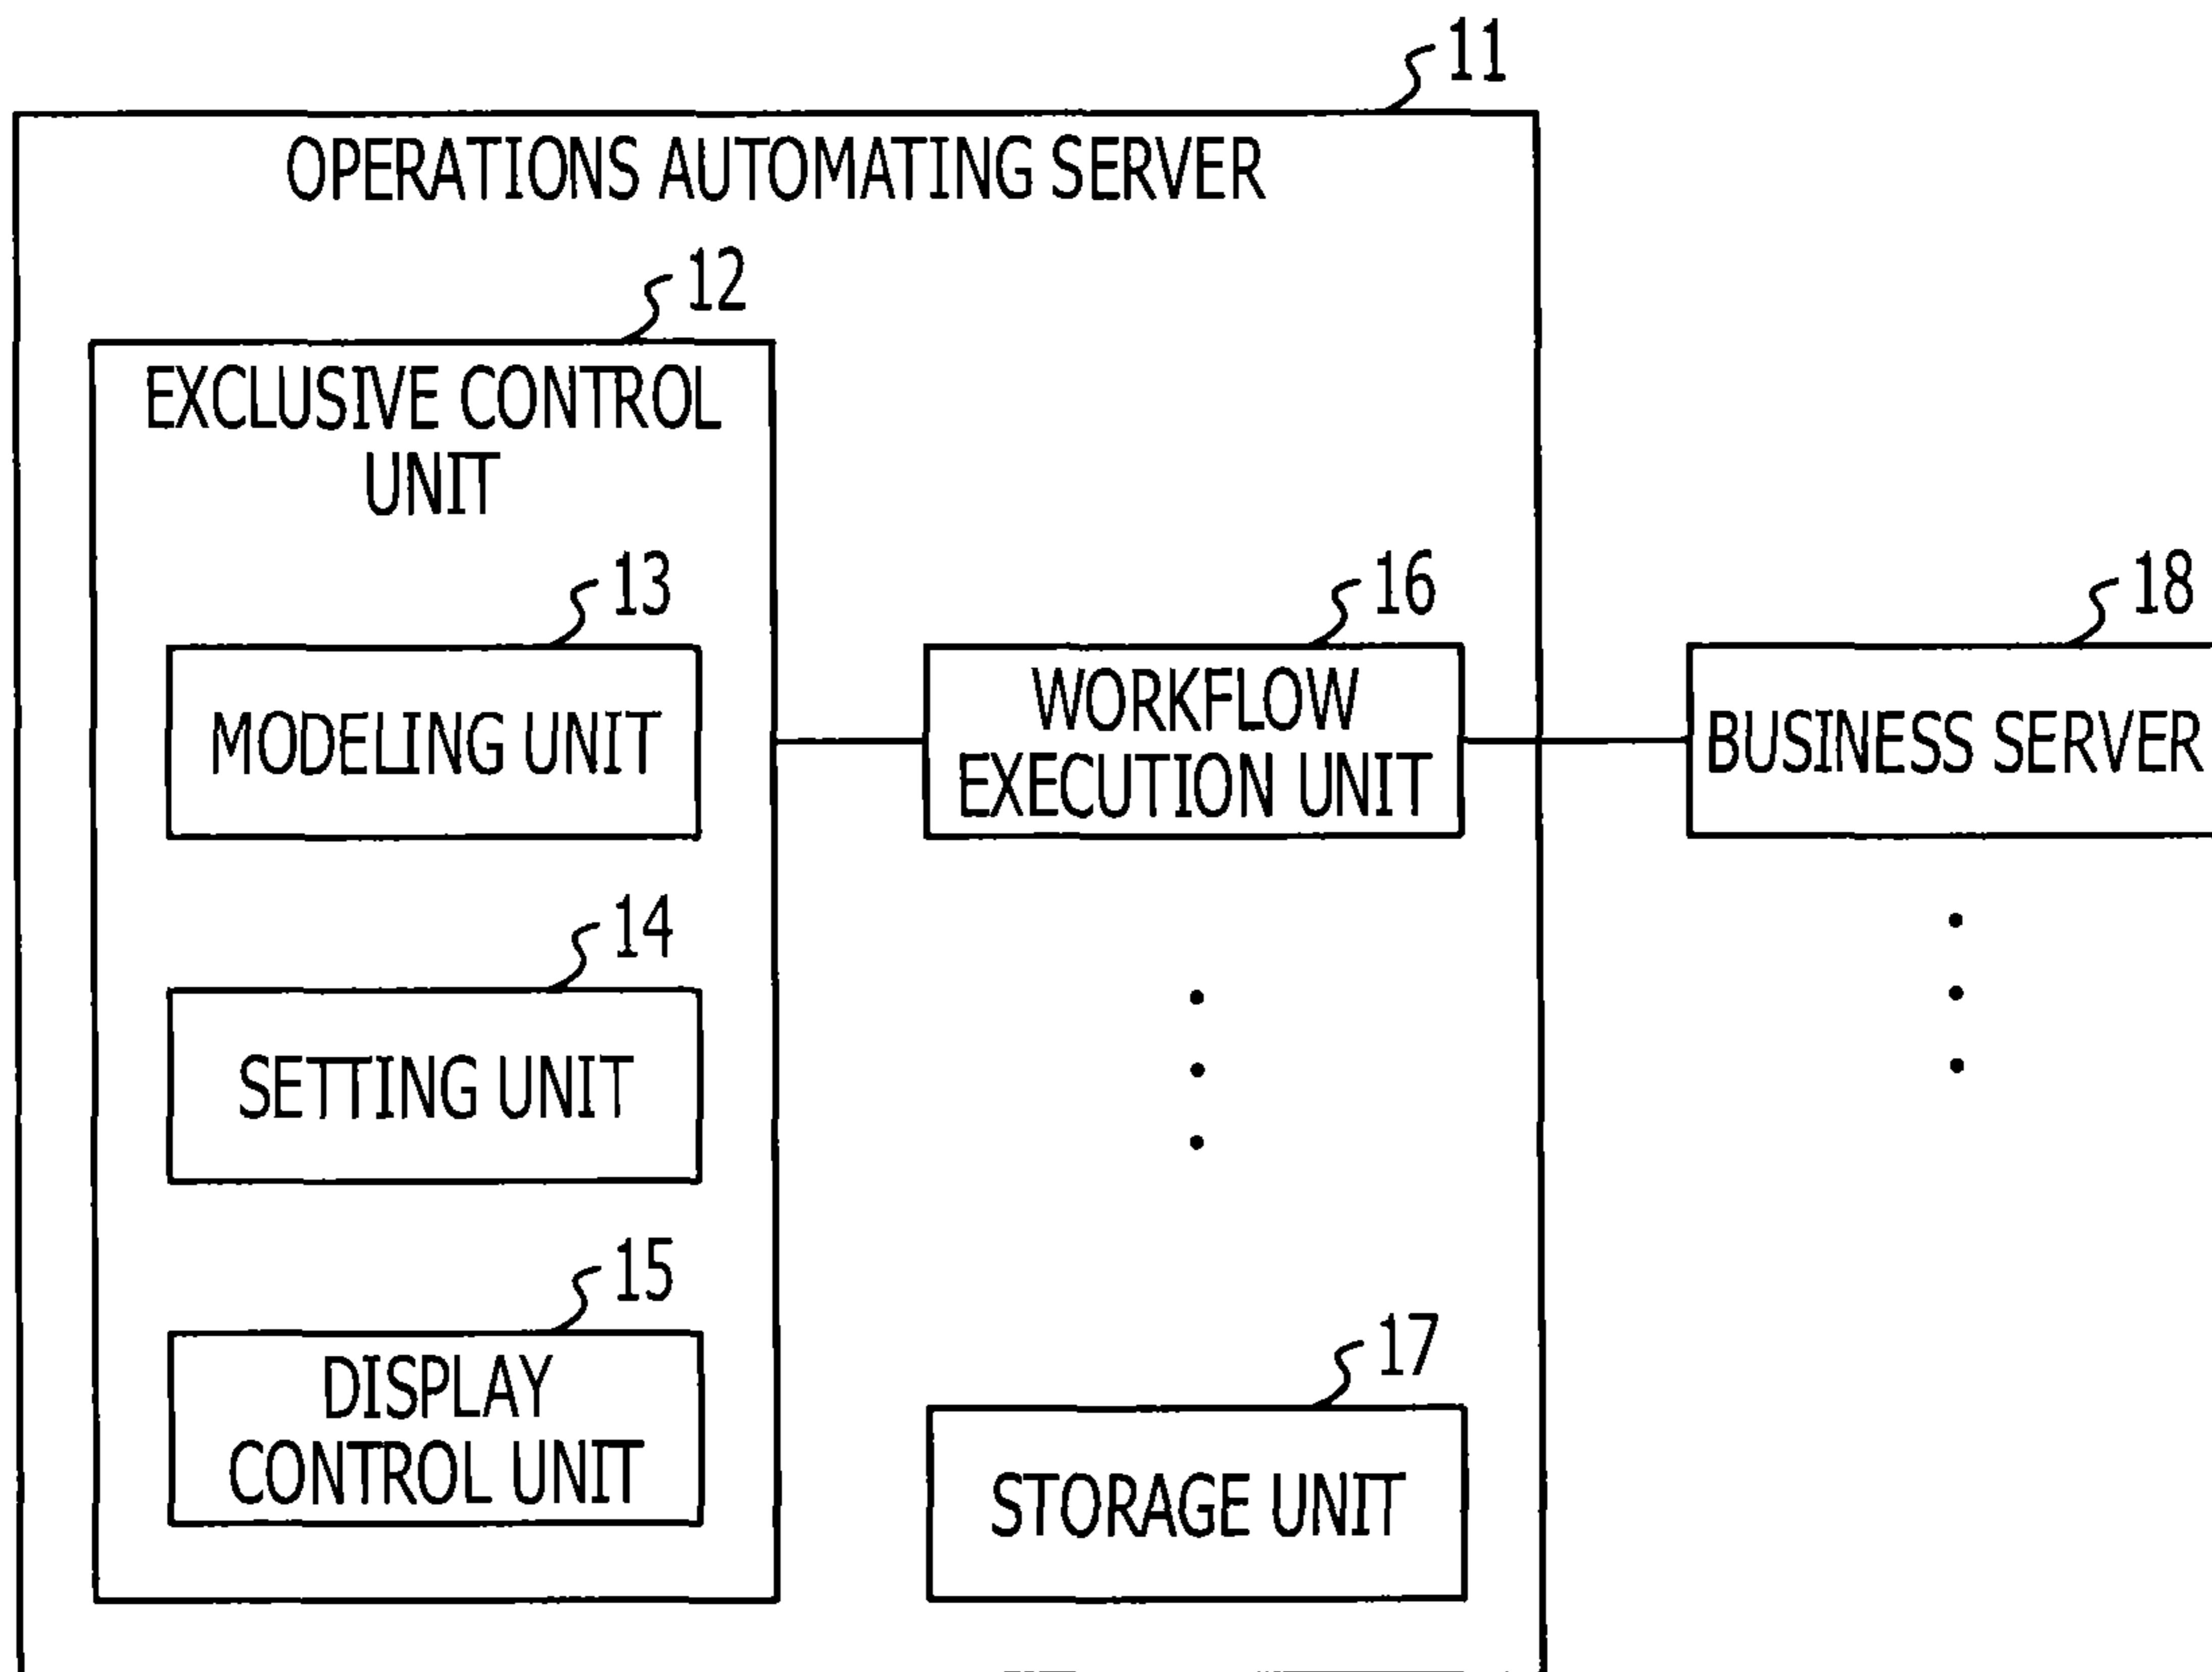 11
OPERATIONS AUTOMATING SERVER
12
EXCLUSIVE CONTROL
UNIT
13
MODELING UNIT
14
SETTING UNIT
15
DISPLAY
CONTROL UNIT
16
WORKFLOW
EXECUTION UNIT
17
STORAGE UNIT
18
BUSINESS SERVER